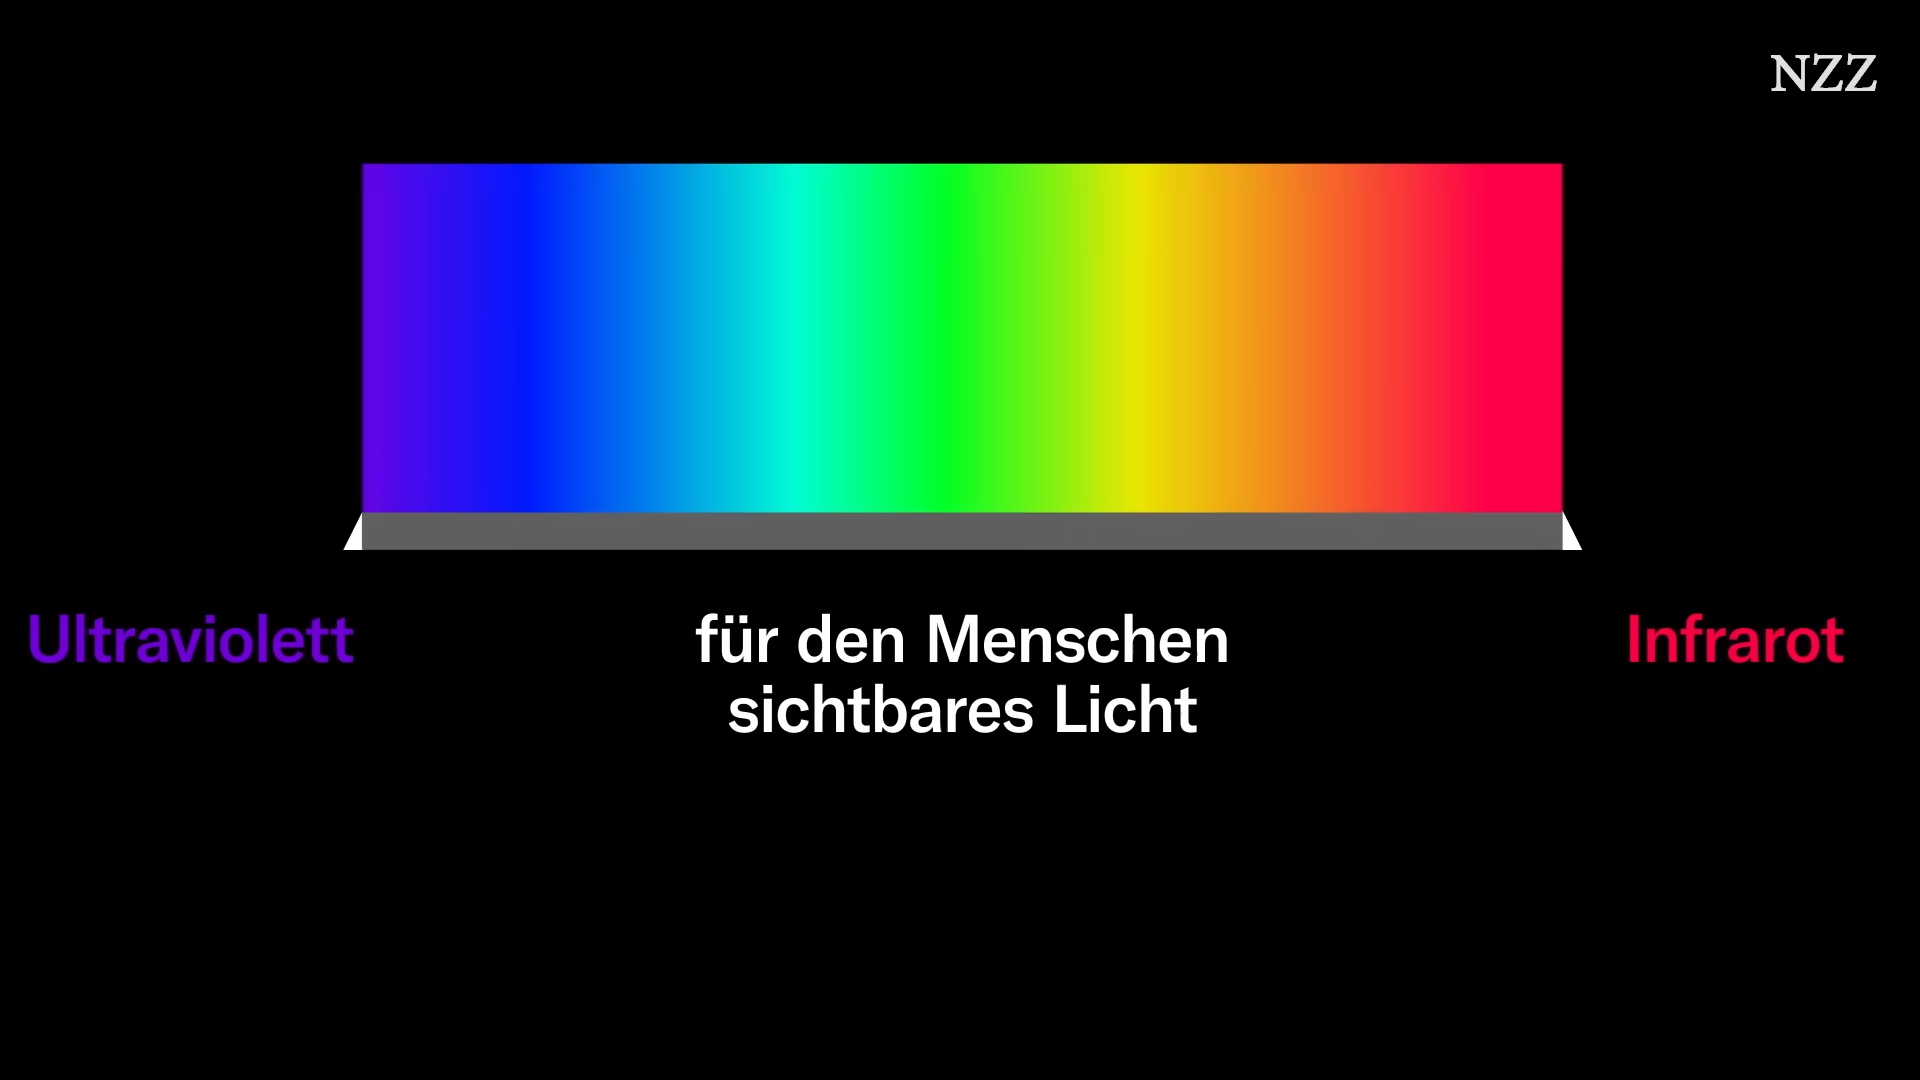 NZZ
Ultraviolett
für den Menschen
sichtbares Licht
Infrarot